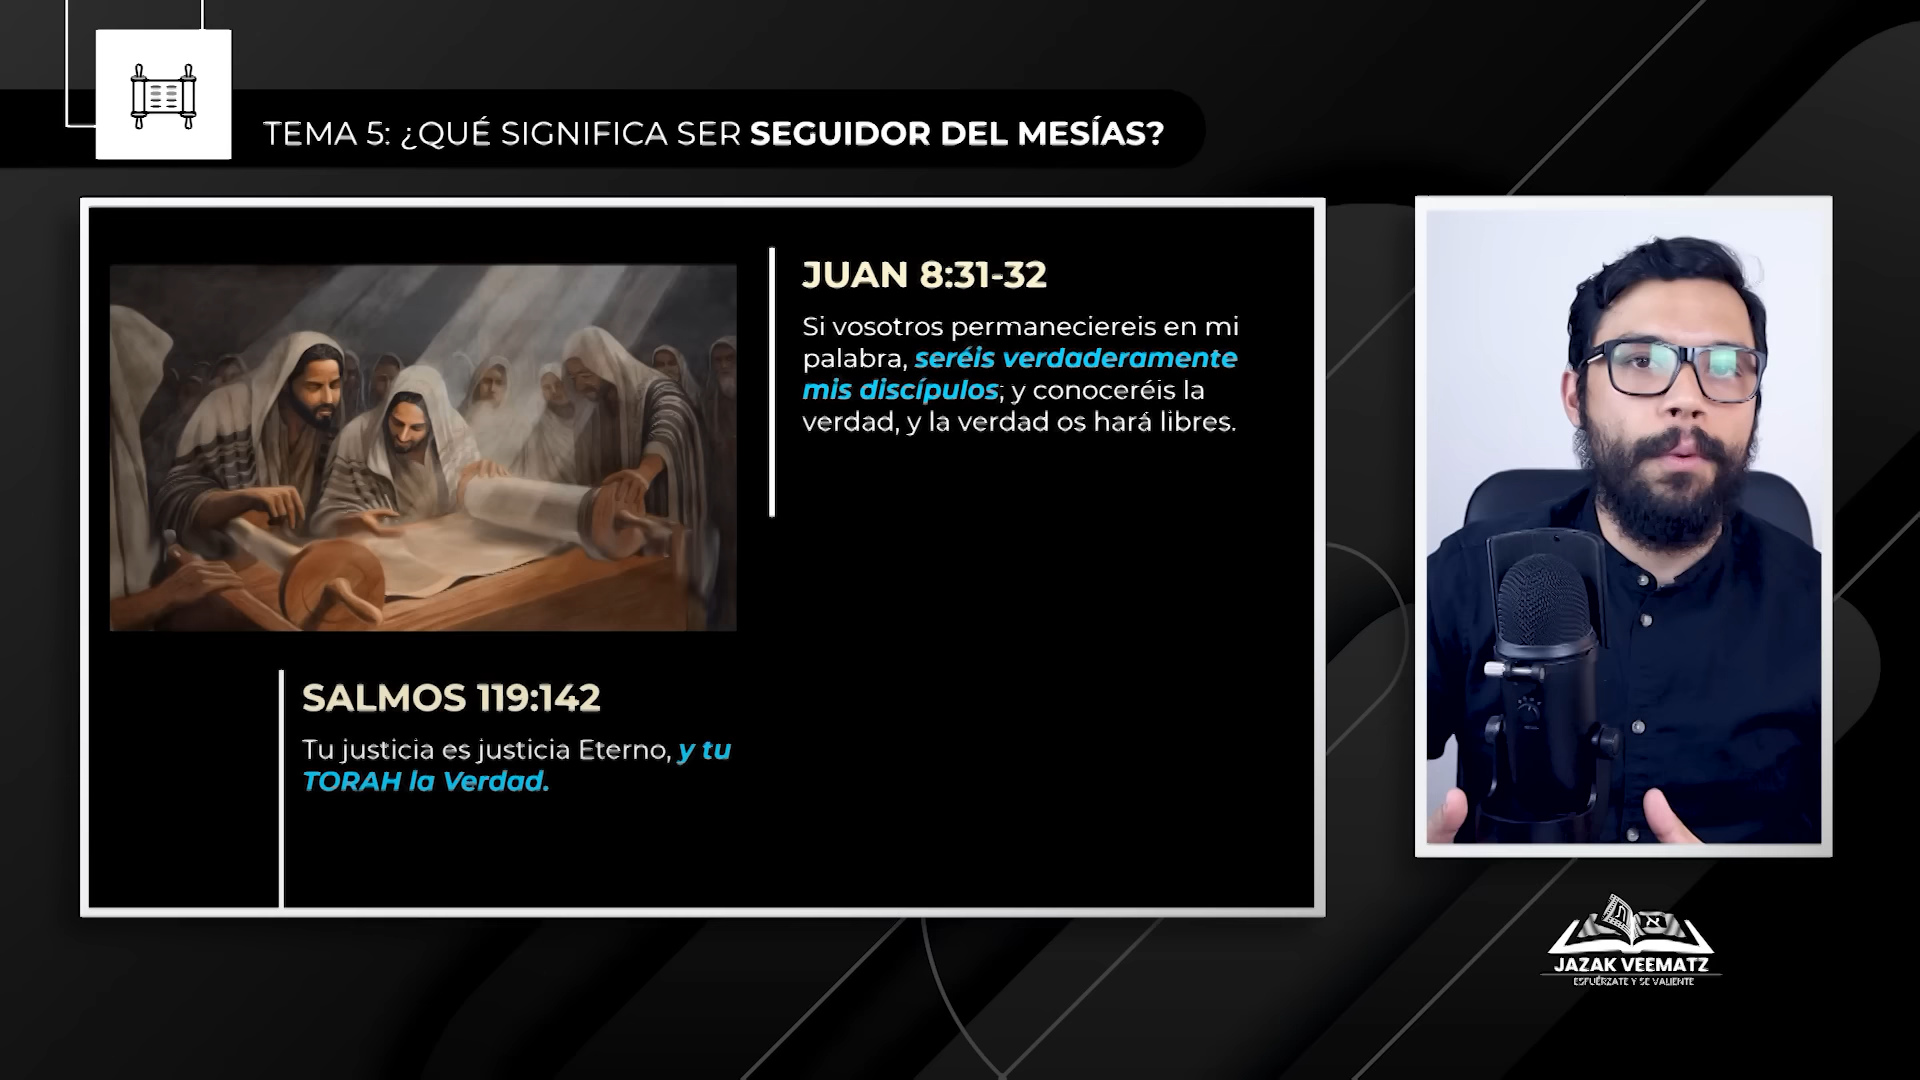 TEMA 5: ¿QUÉ SIGNIFICA SER SEGUIDOR DEL MESÍAS?
JUAN 8:31-32
Si vosotros permaneciereis en mi
palabra, seréis verdaderamente
mis discípulos; y conoceréis la
verdad, y la verdad os hará libres.
SALMOS 119:142
Tu justicia es justicia Eterno, y tu
TORAH la Verdad.
א
JAZAK VEEMATZ
ESFUÉRZATE Y SE VALIENTE